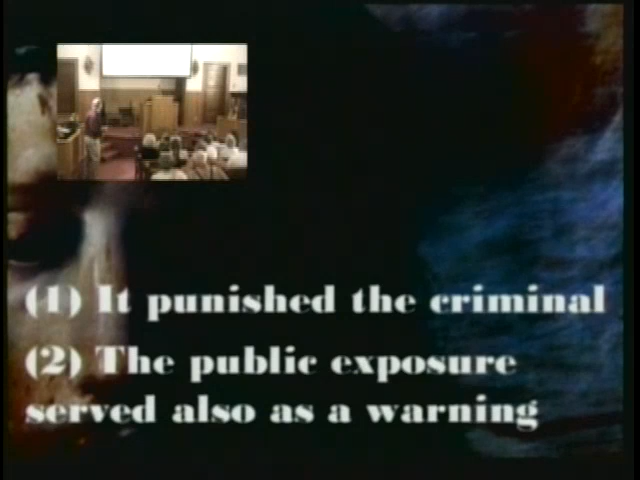 (1) It punished the criminal
(2) The public exposure
served also as a warning